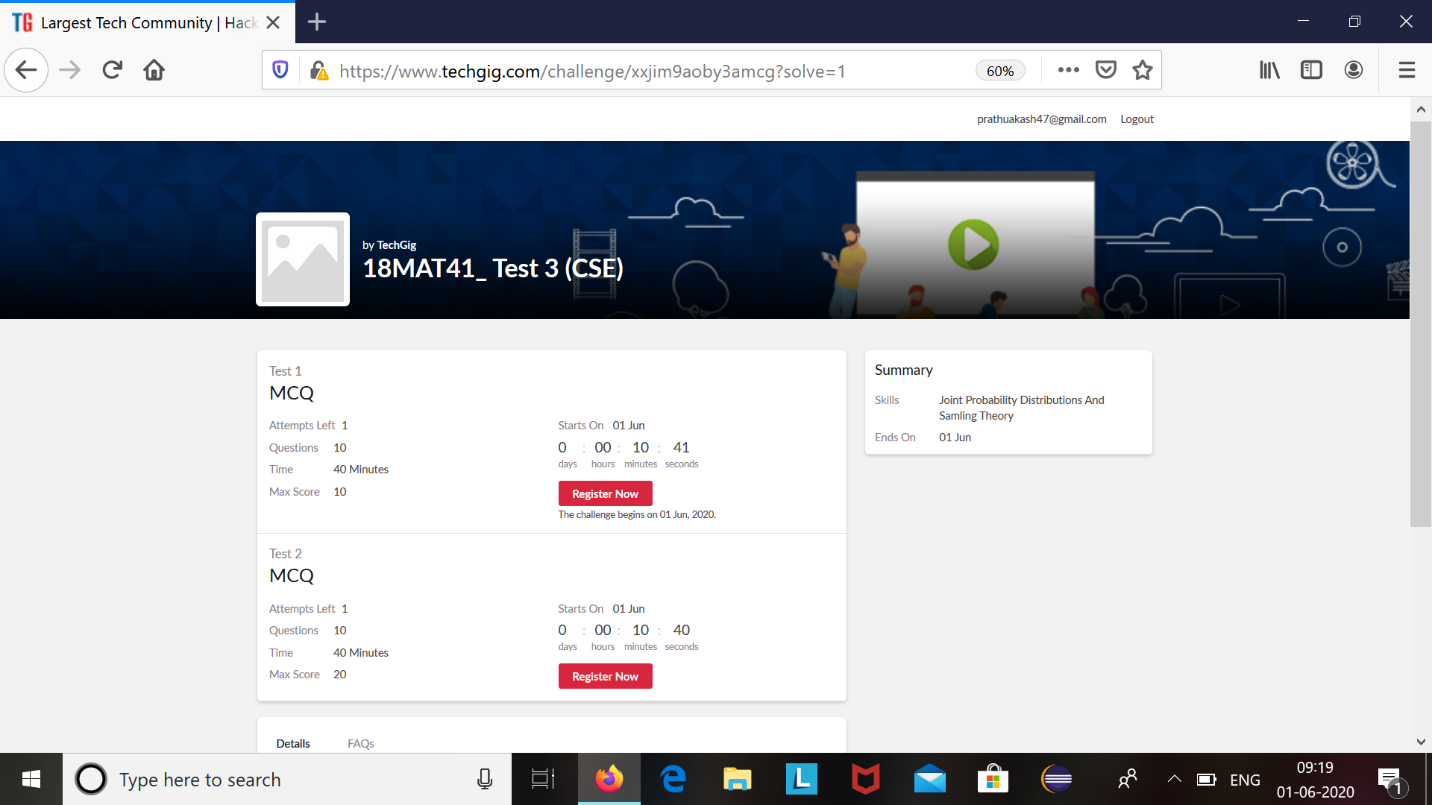 TG Largest Tech Community | Hack
https://www.techgig.com/challenge/xxjim9aoby3amcg?solve=1
60%
prathuakash47@gmail.com Logout
by TechGig
18MAT41_ Test 3 (CSE)
Test 1
MCQ
Attempts Left 1
Questions 10
Time 40 Minutes
Max Score 10
Starts On 01 Jun
0 : 00 : 10 : 41
days hours minutes seconds
Register Now
The challenge begins on 01 Jun, 2020.
Test 2
MCQ
Attempts Left 1
Questions 10
Time 40 Minutes
Max Score 20
Starts On 01 Jun
0 : 00 : 10 : 40
days hours minutes seconds
Register Now
Summary
Skills Joint Probability Distributions And
Samling Theory
Ends On 01 Jun
Details FAQs
Type here to search
L
ENG
09:19
01-06-2020
1